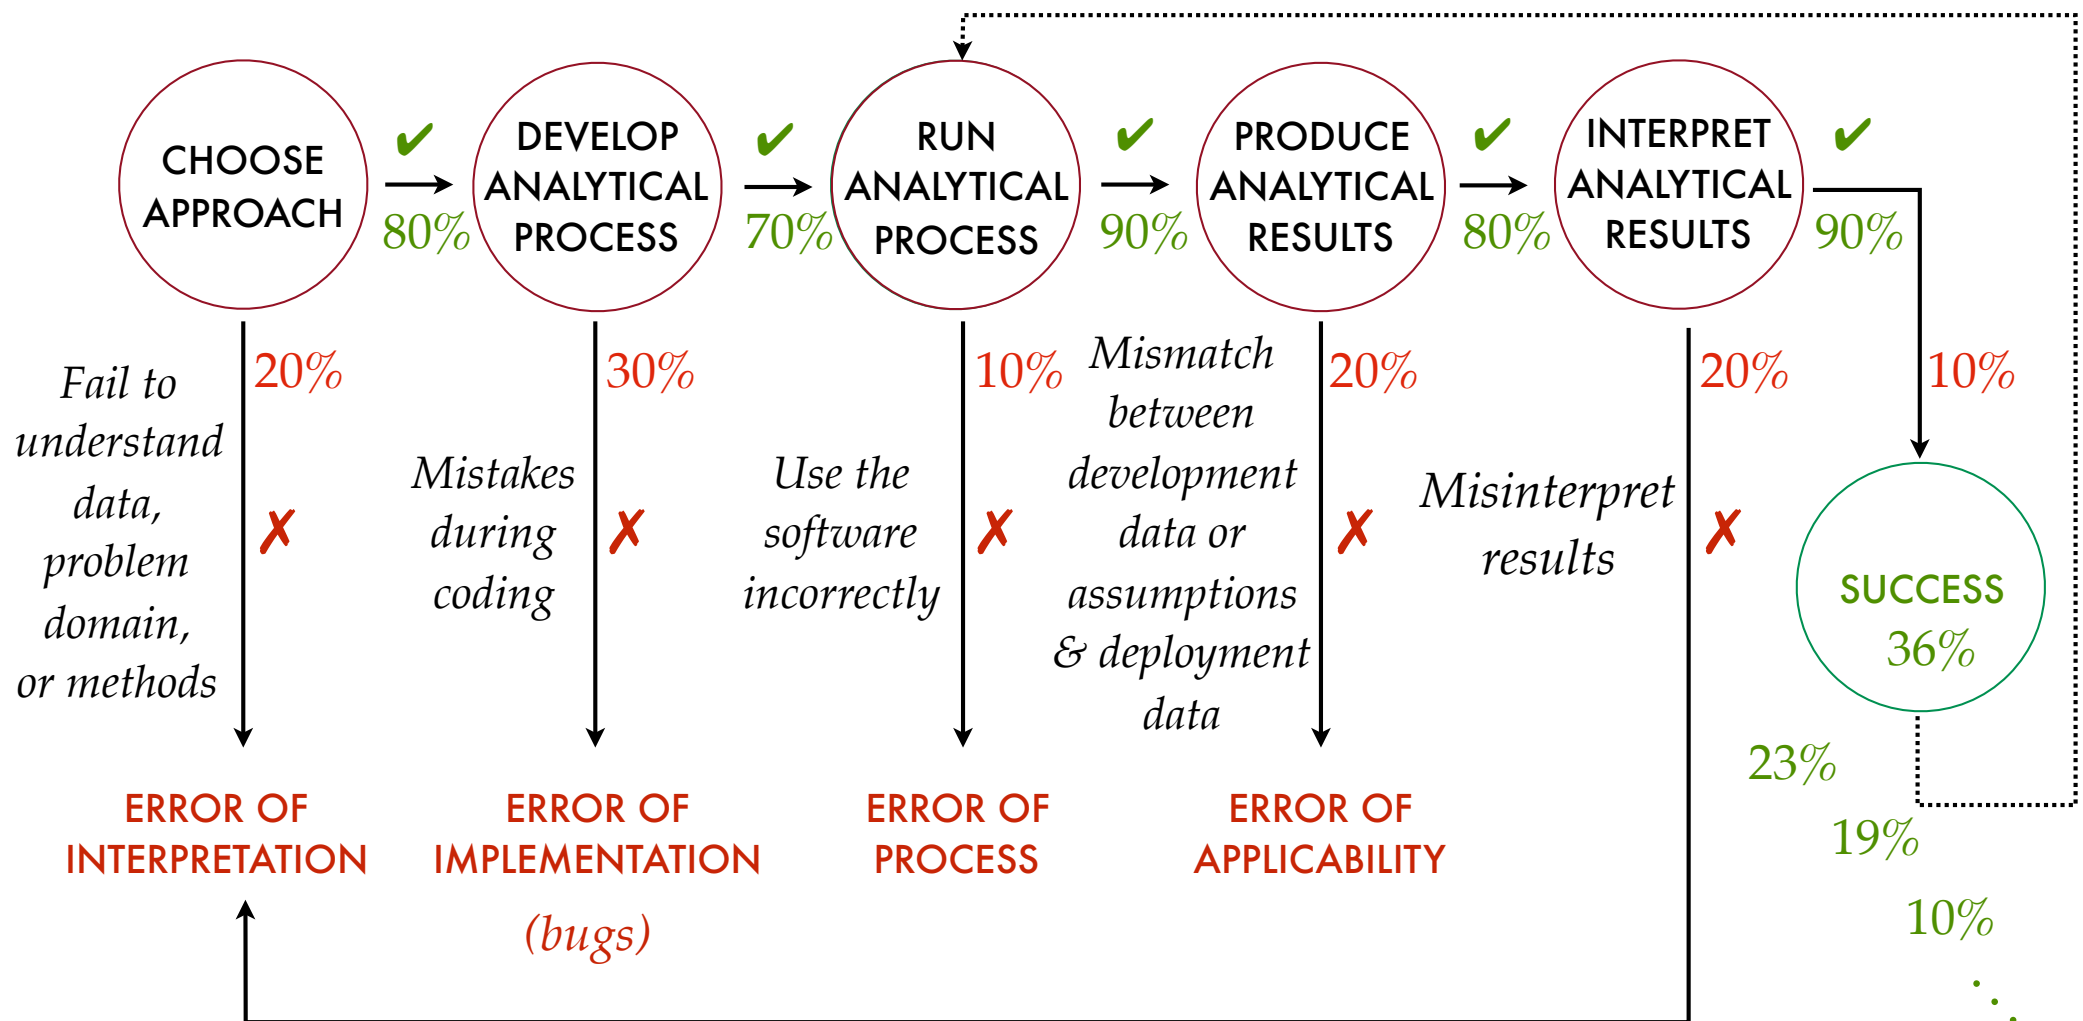 CHOOSE
APPROACH
✔
80%
DEVELOP
ANALYTICAL
PROCESS
✔
70%
RUN
ANALYTICAL
PROCESS
✔
90%
PRODUCE
ANALYTICAL
RESULTS
✔
80%
INTERPRET
ANALYTICAL
RESULTS
✔
90%
Fail to
understand
data,
problem
domain,
or methods
20%
✗
Mistakes
during
coding
30%
✗
Use the
software
incorrectly
10%
✗
Mismatch
between
development
data or
assumptions
& deployment
data
20%
✗
Misinterpret
results
20%
✗
10%
SUCCESS
36%
23%
19%
10%
ERROR OF
INTERPRETATION
ERROR OF
IMPLEMENTATION
(bugs)
ERROR OF
PROCESS
ERROR OF
APPLICABILITY